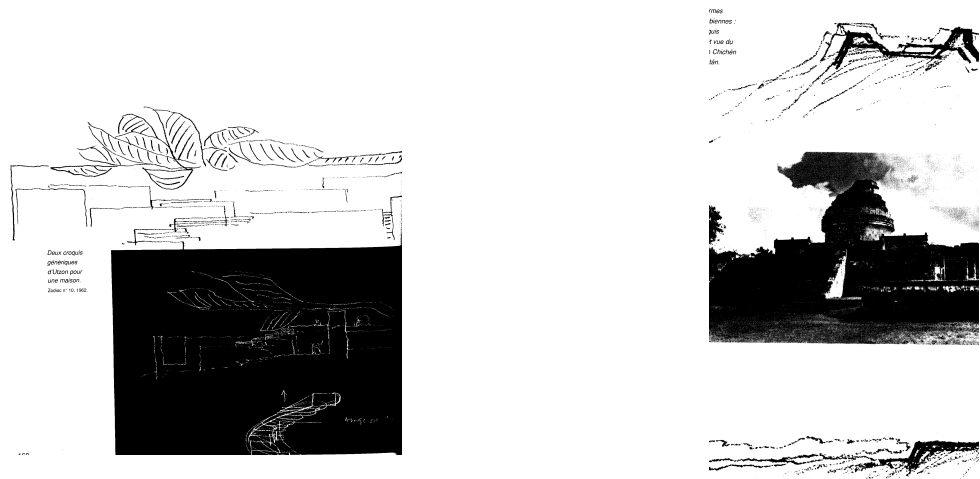 Deux croquis
génériques
d'Utzon pour
une maison.
Zodiac n° 10, 1962.
rmes
biennes :
quis
t vue du
Chichén
tán.